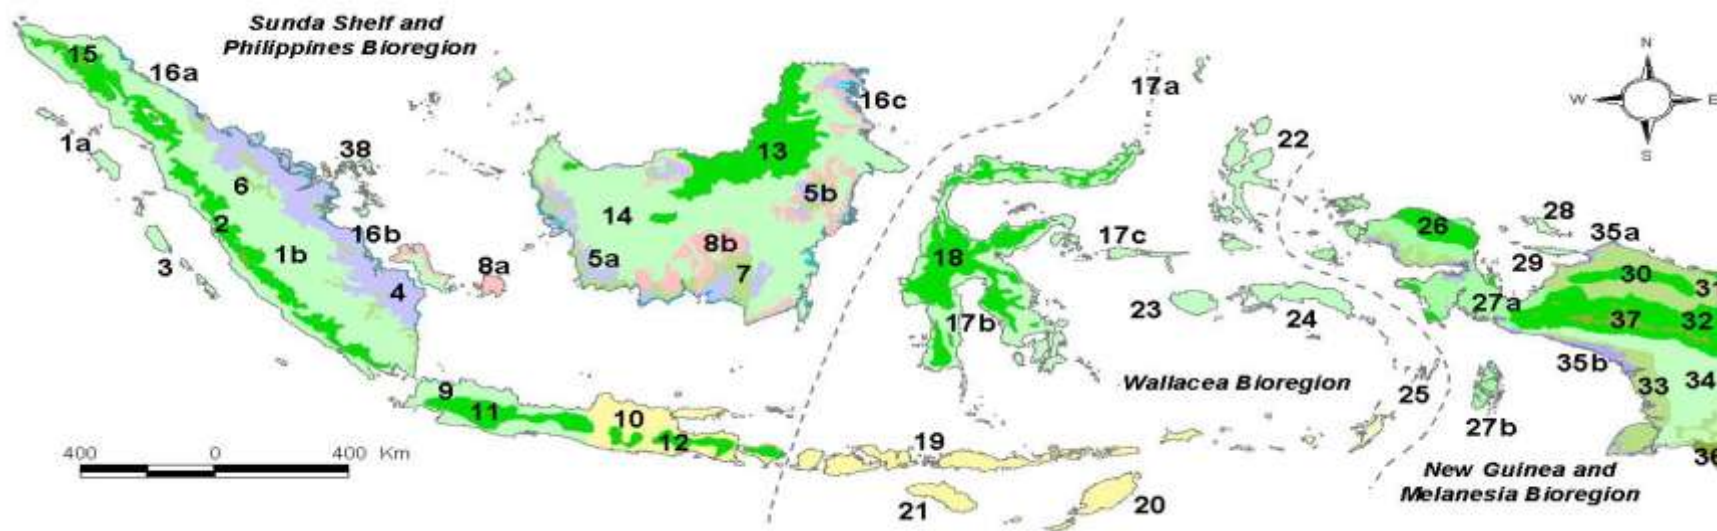 Sunda Shelf and
Philippines Bioregion
N
W E
S
15
16a
17a
16c
1a
38
22
13
6
5b
28
2
14
26
35a
16b
17c
1b
8b
29
3
8a
5a
7
18
30
31
4
23
27a
24
37
32
17b
Wallacea Bioregion
25
35b
33
34
9
11
10
12
19
27b
400 0 400 Km
21
20
36
New Guinea and
Melanesia Bioregion